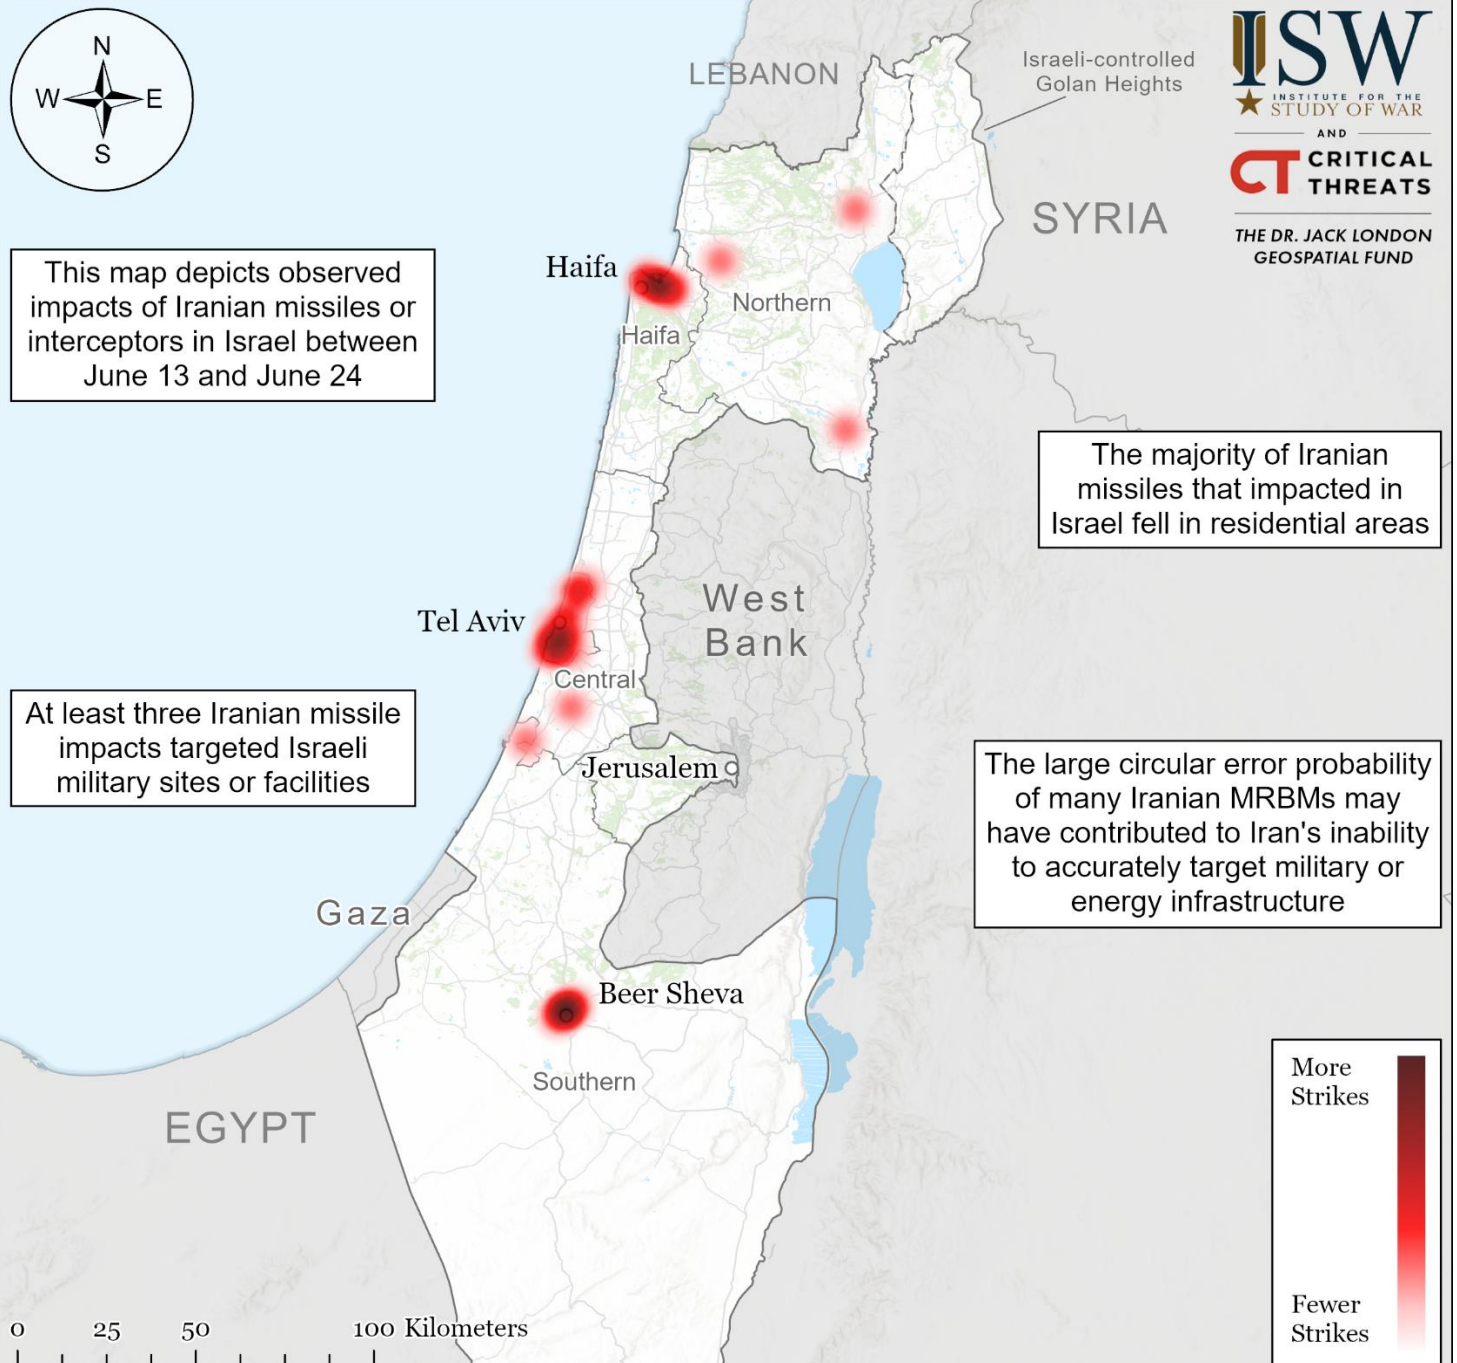 N
W
E
S
LEBANON
Israeli-controlled
Golan Heights
ISW
INSTITUTE FOR THE
STUDY OF WAR
AND
CT CRITICAL
THREATS
THE DR. JACK LONDON
GEOSPATIAL FUND
SYRIA
This map depicts observed
impacts of Iranian missiles or
interceptors in Israel between
June 13 and June 24
Haifa
Northern
Haifa
The majority of Iranian
missiles that impacted in
Israel fell in residential areas
West
Bank
Tel Aviv
Central
At least three Iranian missile
impacts targeted Israeli
military sites or facilities
Jerusalem
The large circular error probability
of many Iranian MRBMs may
have contributed to Iran's inability
to accurately target military or
energy infrastructure
Gaza
Beer Sheva
Southern
EGYPT
More
Strikes
Fewer
Strikes
0 25 50 100 Kilometers